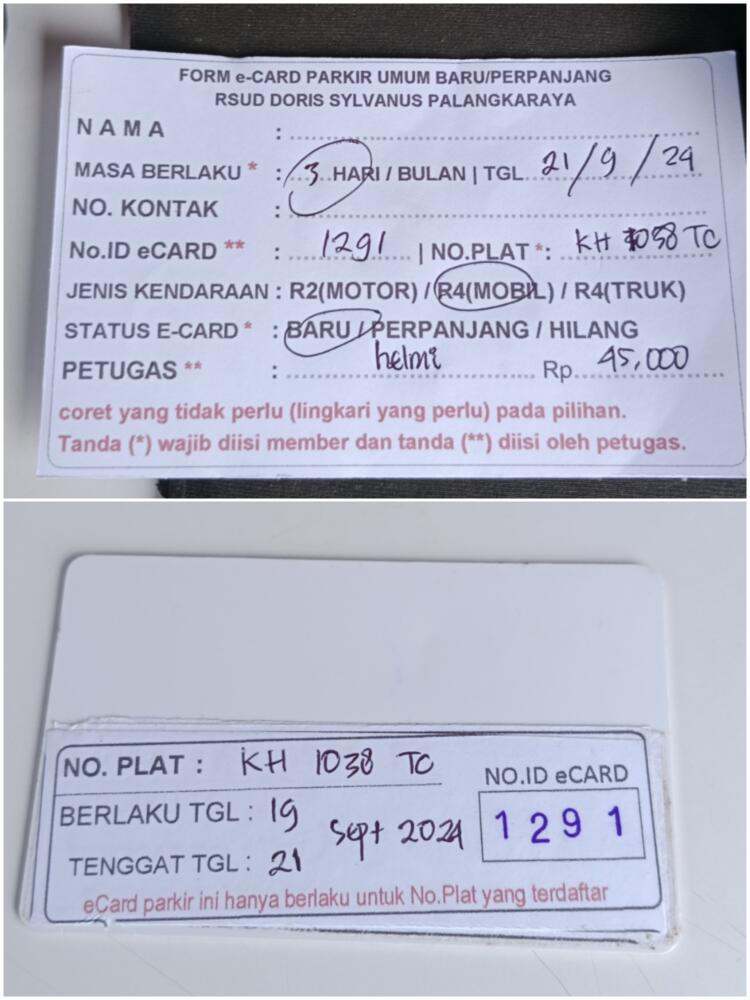 FORM e-CARD PARKIR UMUM BARU/PERPANJANG
RSUD DORIS SYLVANUS PALANGKARAYA
NAMA :
MASA BERLAKU * : 3 HARI / BULAN | TGL 21/9/24
NO. KONTAK :
No.ID eCARD ** : 1291 | NO.PLAT *: KH 1038 TC
JENIS KENDARAAN : R2(MOTOR) / R4(MOBIL) / R4(TRUK)
STATUS E-CARD * : BARU / PERPANJANG / HILANG
PETUGAS ** : helmi Rp. 45,000
coret yang tidak perlu (lingkari yang perlu) pada pilihan.
Tanda (*) wajib diisi member dan tanda (**) diisi oleh petugas.
NO. PLAT : KH 1038 TC
NO.ID eCARD
BERLAKU TGL : 19
Sept 2024
1291
TENGGAT TGL : 21
eCard parkir ini hanya berlaku untuk No.Plat yang terdaftar